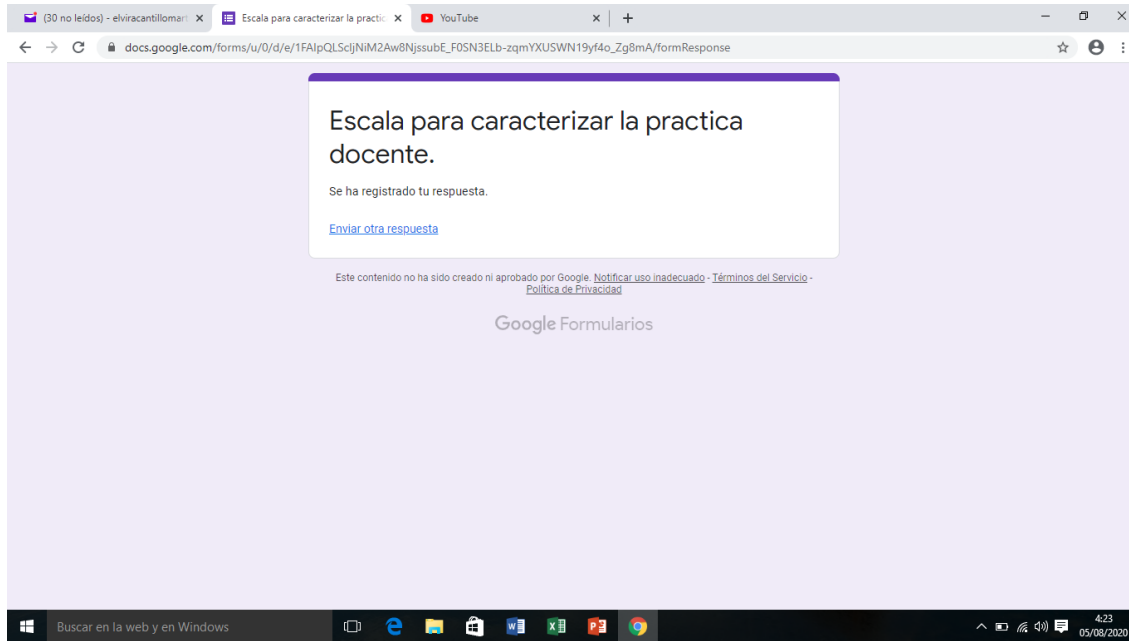 (30 no leídos) - elviracantillomart
Escala para caracterizar la practic
YouTube
docs.google.com/forms/u/0/d/e/1FAIpQLScljNiM2Aw8NjssubE_F0SN3ELb-zqmYXUSWN19yf4o_Zg8mA/formResponse
Escala para caracterizar la practica
docente.
Se ha registrado tu respuesta.
Enviar otra respuesta
Este contenido no ha sido creado ni aprobado por Google. Notificar uso inadecuado - Términos del Servicio -
Política de Privacidad
Google Formularios
Buscar en la web y en Windows
4:23
05/08/2020